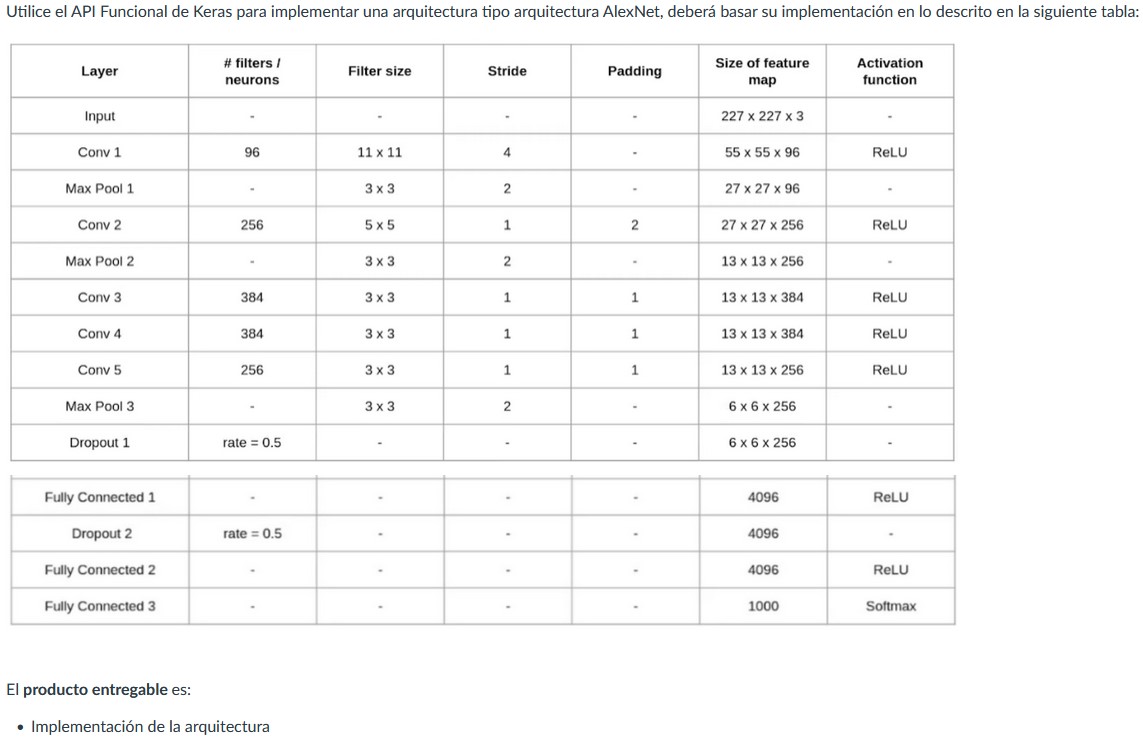 Utilice el API Funcional de Keras para implementar una arquitectura tipo arquitectura AlexNet, deberá basar su implementación en lo descrito en la siguiente tabla:
Layer # filters / neurons Filter size Stride Padding Size of feature map Activation function
Input - - - - 227 x 227 x 3 -
Conv 1 96 11 x 11 4 - 55 x 55 x 96 ReLU
Max Pool 1 - 3 x 3 2 - 27 x 27 x 96 -
Conv 2 256 5 x 5 1 2 27 x 27 x 256 ReLU
Max Pool 2 - 3 x 3 2 - 13 x 13 x 256 -
Conv 3 384 3 x 3 1 1 13 x 13 x 384 ReLU
Conv 4 384 3 x 3 1 1 13 x 13 x 384 ReLU
Conv 5 256 3 x 3 1 1 13 x 13 x 256 ReLU
Max Pool 3 - 3 x 3 2 - 6 x 6 x 256 -
Dropout 1 rate = 0.5 - - - 6 x 6 x 256 -
Fully Connected 1 - - - - 4096 ReLU
Dropout 2 rate = 0.5 - - - 4096 -
Fully Connected 2 - - - - 4096 ReLU
Fully Connected 3 - - - - 1000 Softmax
El producto entregable es:
• Implementación de la arquitectura